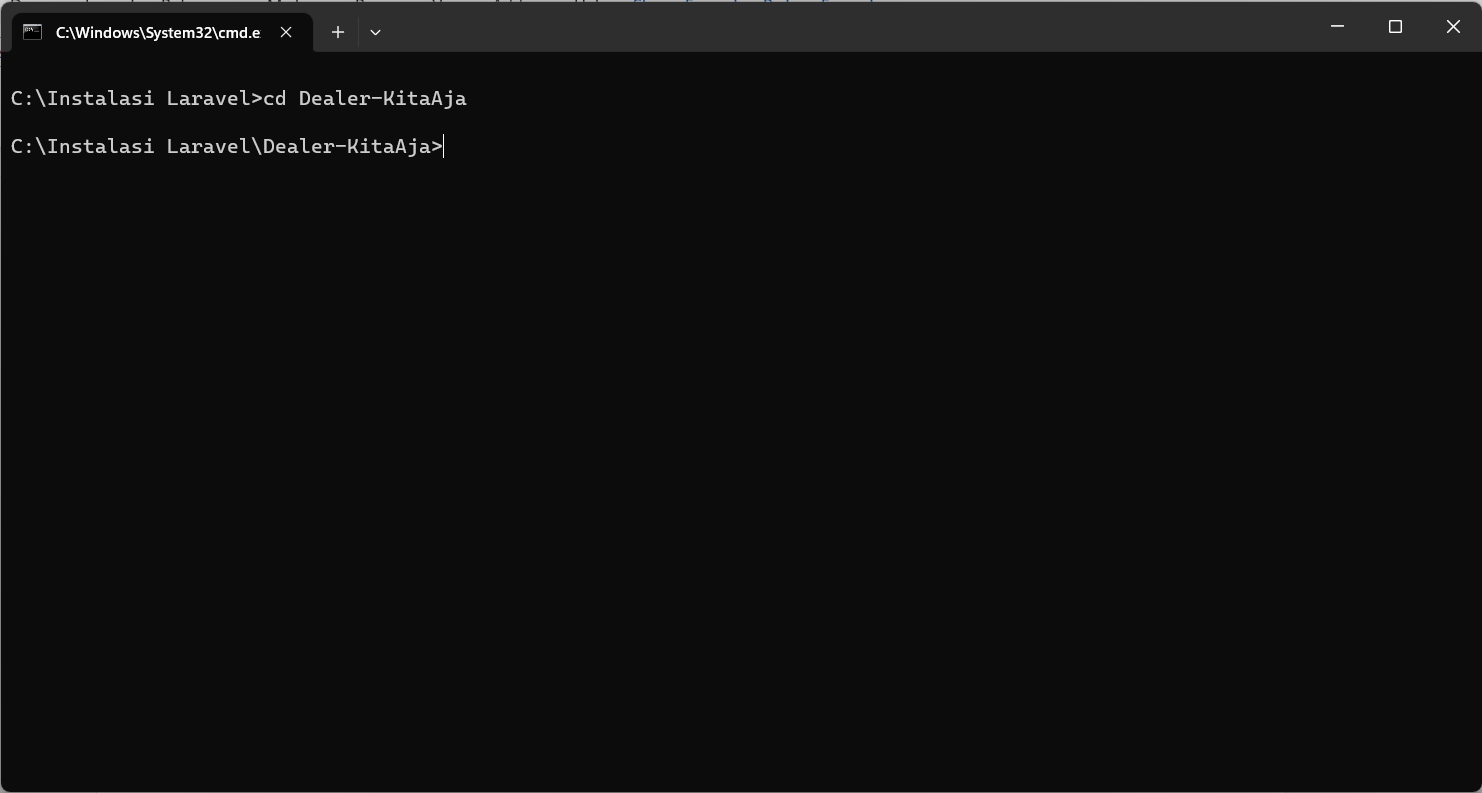 C:\Windows\System32\cmd.e
C:\Instalasi Laravel>cd Dealer-KitaAja
C:\Instalasi Laravel\Dealer-KitaAja>